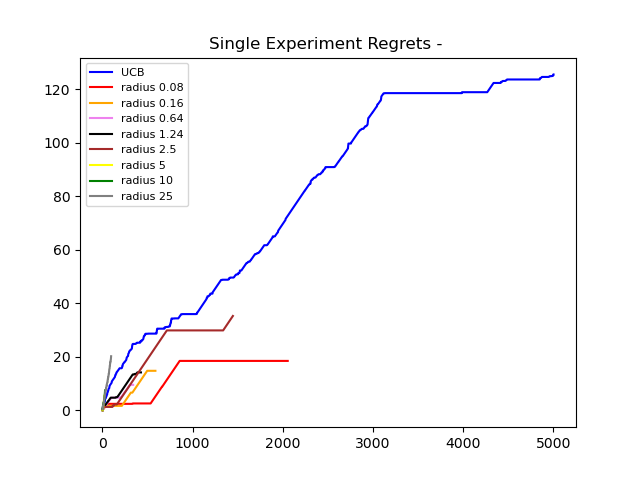 Single Experiment Regrets -
UCB
radius 0.08
radius 0.16
radius 0.64
radius 1.24
radius 2.5
radius 5
radius 10
radius 25
120
100
80
60
40
20
0
0 1000 2000 3000 4000 5000